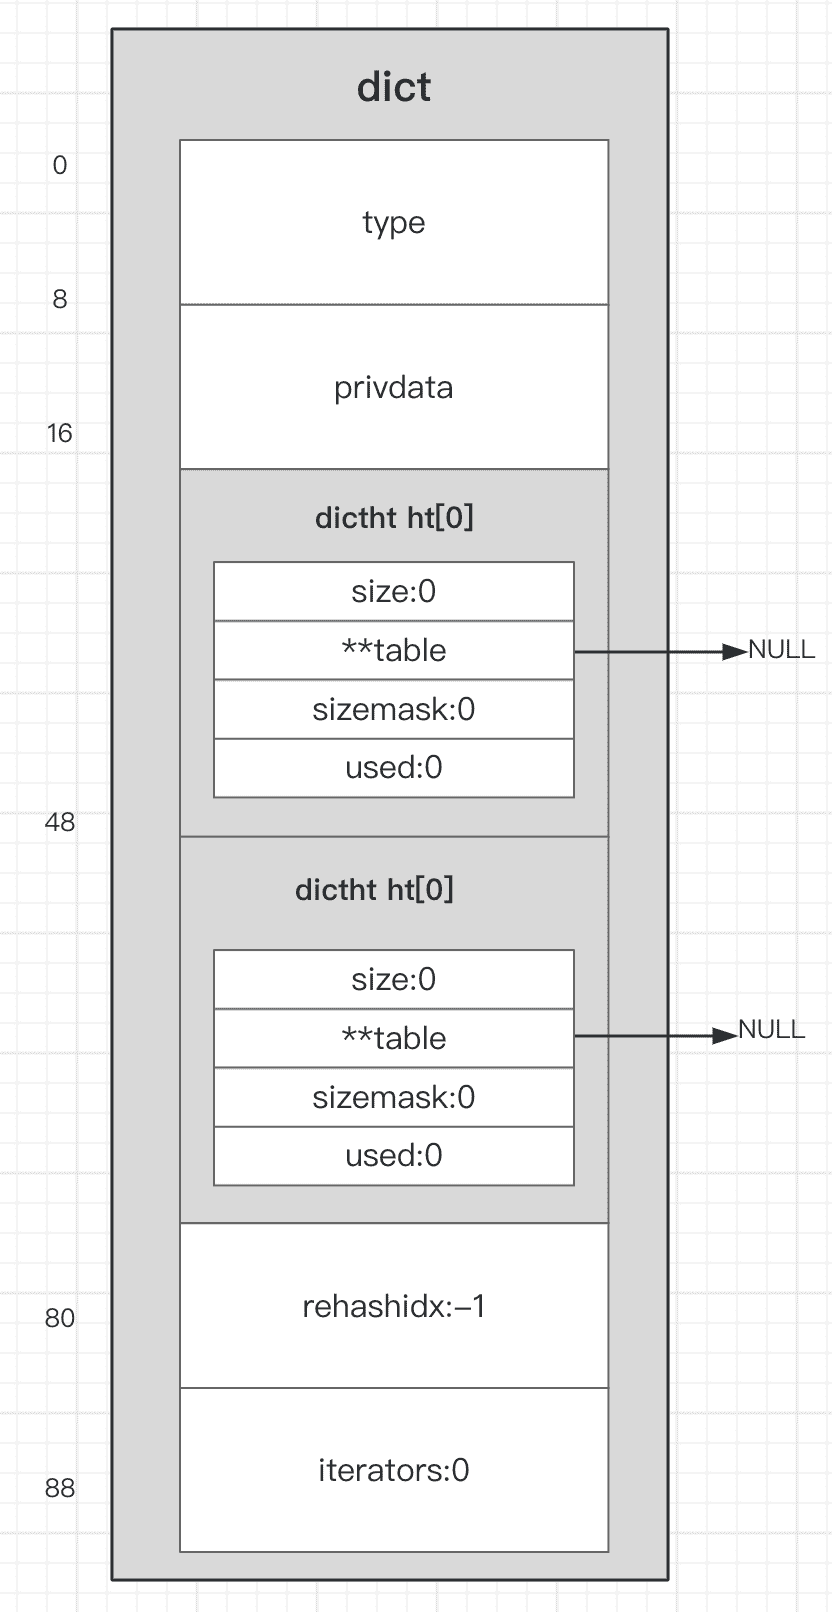 dict
0
type
8
privdata
16
dictht ht[0]
size:0
**table
NULL
sizemask:0
used:0
48
dictht ht[0]
size:0
**table
NULL
sizemask:0
used:0
rehashidx:–1
80
iterators:0
88